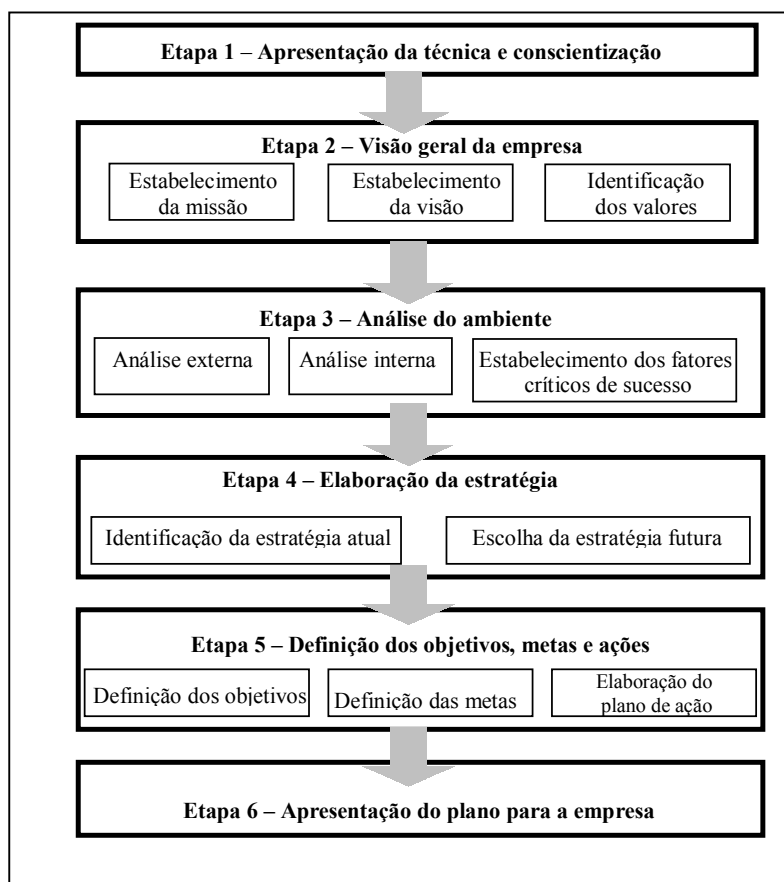 Etapa 1 – Apresentação da técnica e conscientização
Etapa 2 – Visão geral da empresa
Estabelecimento
da missão
Estabelecimento
da visão
Identificação
dos valores
Etapa 3 – Análise do ambiente
Análise externa
Análise interna
Estabelecimento dos fatores
críticos de sucesso
Etapa 4 – Elaboração da estratégia
Identificação da estratégia atual
Escolha da estratégia futura
Etapa 5 – Definição dos objetivos, metas e ações
Definição dos objetivos
Definição das metas
Elaboração do
plano de ação
Etapa 6 – Apresentação do plano para a empresa